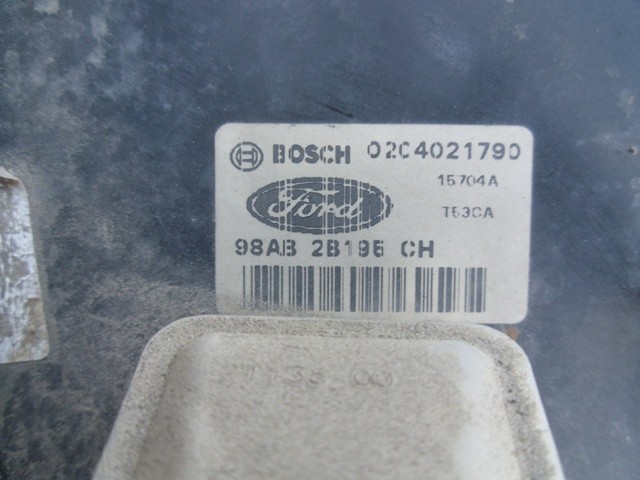 BOSCH 0204021790
15704A
Ford T53CA
98AB 2B195 CH